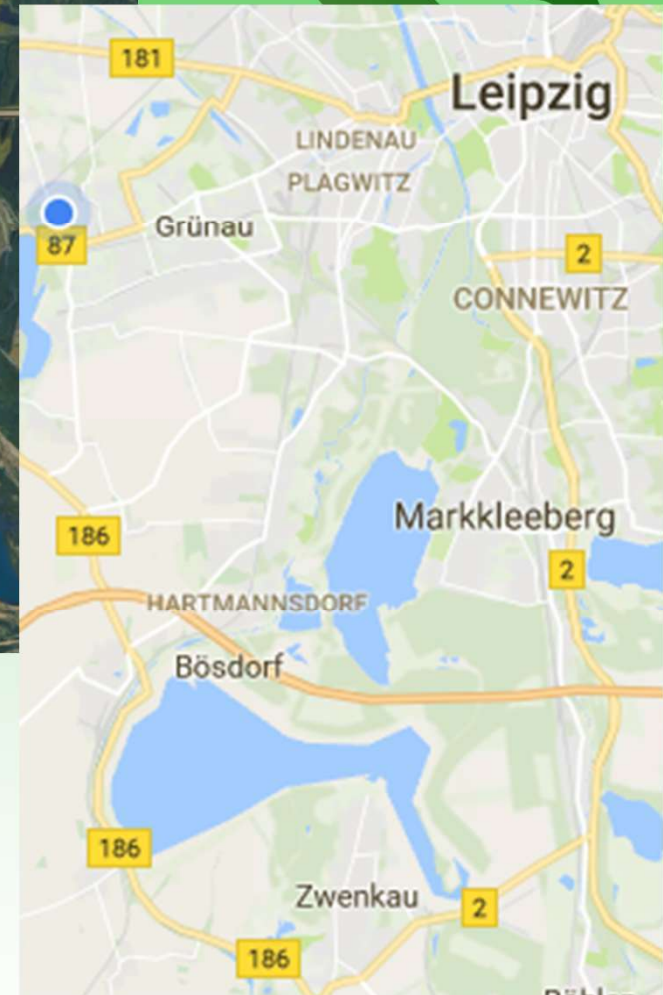 181
Leipzig
LINDENAU
PLAGWITZ
Grünau
87
2
CONNEWITZ
Markkleeberg
186
2
HARTMANNSDORF
Bösdorf
186
Zwenkau
2
186